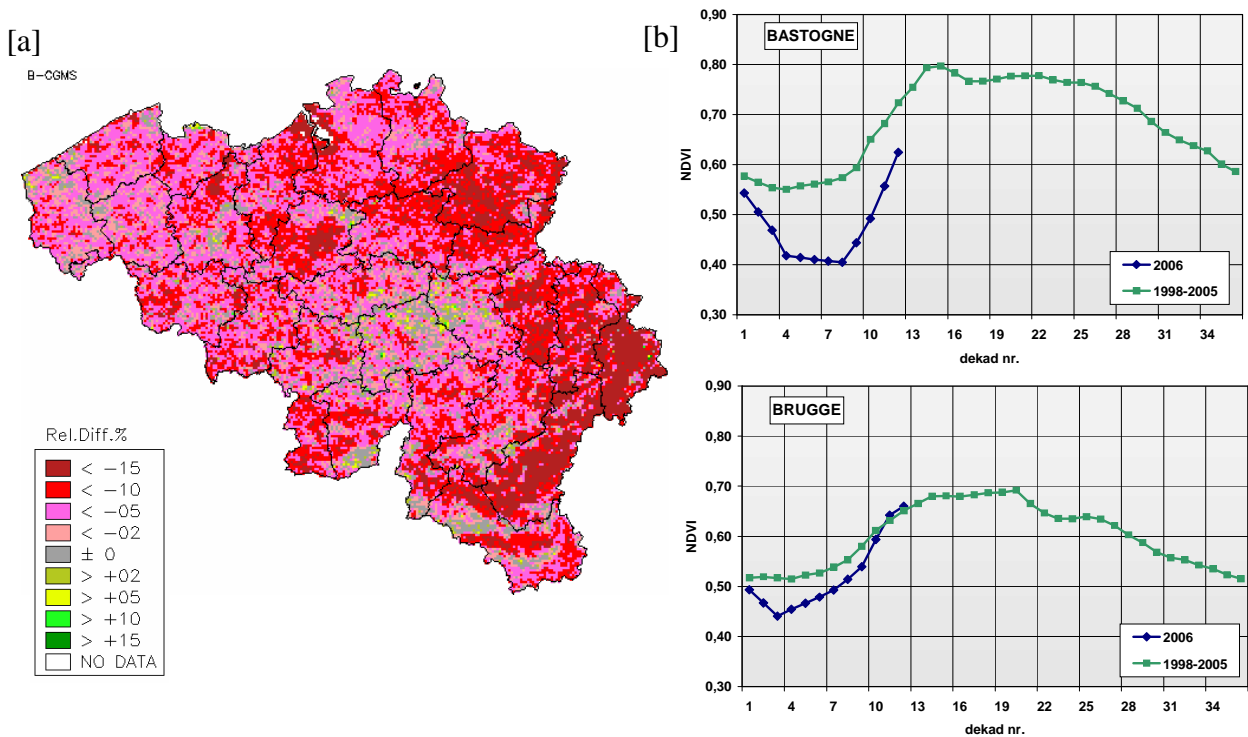 [a]
B-CGMS
Rel.Diff.%
< -15
< -10
< -05
< -02
± 0
> +02
> +05
> +10
> +15
NO DATA
[b]
BASTOGNE
NDVI
0,90
0,80
0,70
0,60
0,50
0,40
0,30
1 4 7 10 13 16 19 22 25 28 31 34
dekad nr.
2006
1998-2005
BRUGGE
NDVI
0,90
0,80
0,70
0,60
0,50
0,40
0,30
1 4 7 10 13 16 19 22 25 28 31 34
dekad nr.
2006
1998-2005